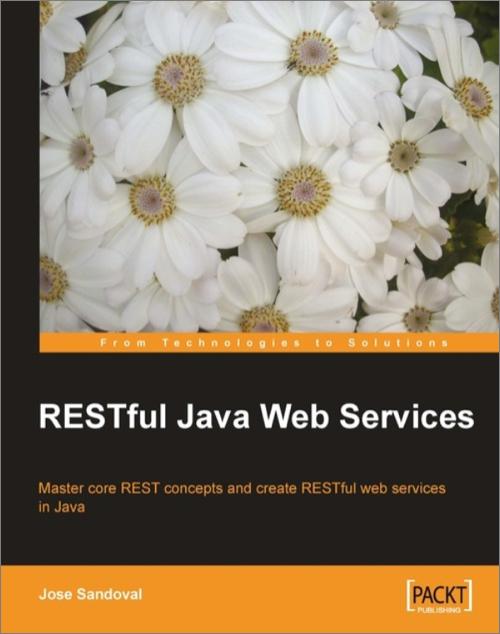 From Technologies to Solutions
RESTful Java Web Services
Master core REST concepts and create RESTful web services
in Java
Jose Sandoval
[PACKT]
PUBLISHING